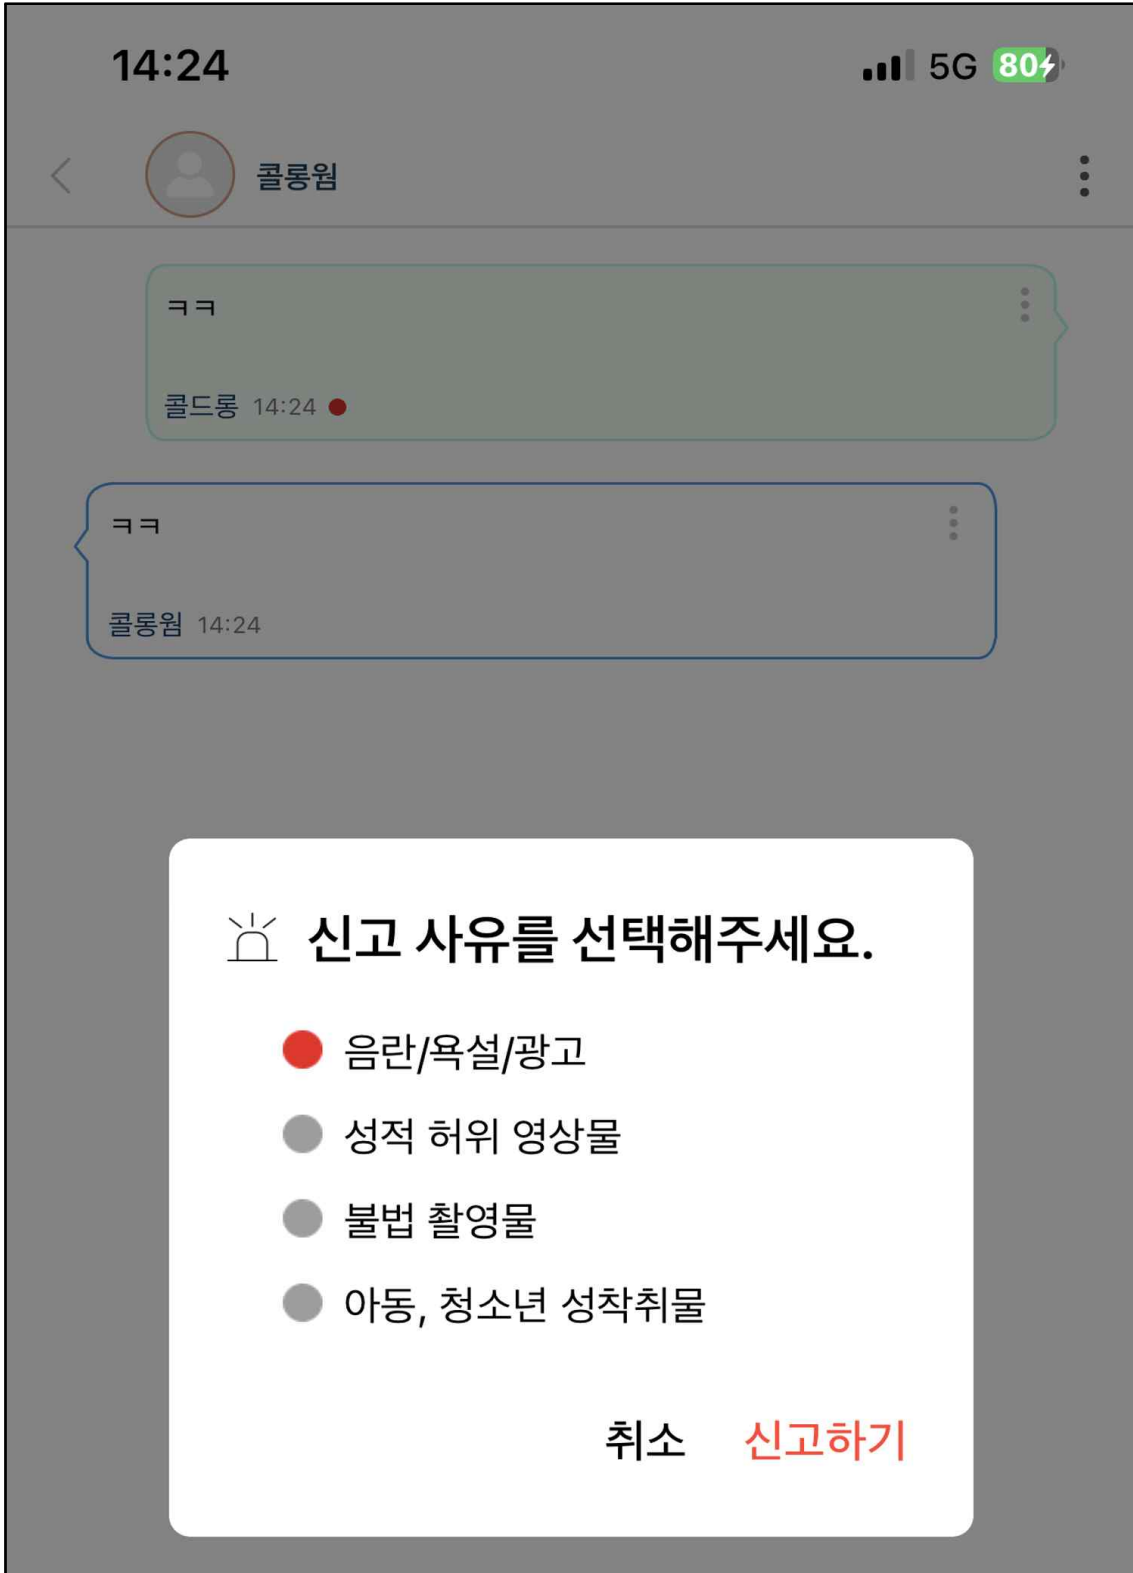 14:24 5G 80
콜롱웜
ㅋㅋ
콜드롱 14:24
ㅋㅋ
콜롱웜 14:24
신고 사유를 선택해주세요.
음란/욕설/광고
성적 허위 영상물
불법 촬영물
아동, 청소년 성착취물
취소 신고하기